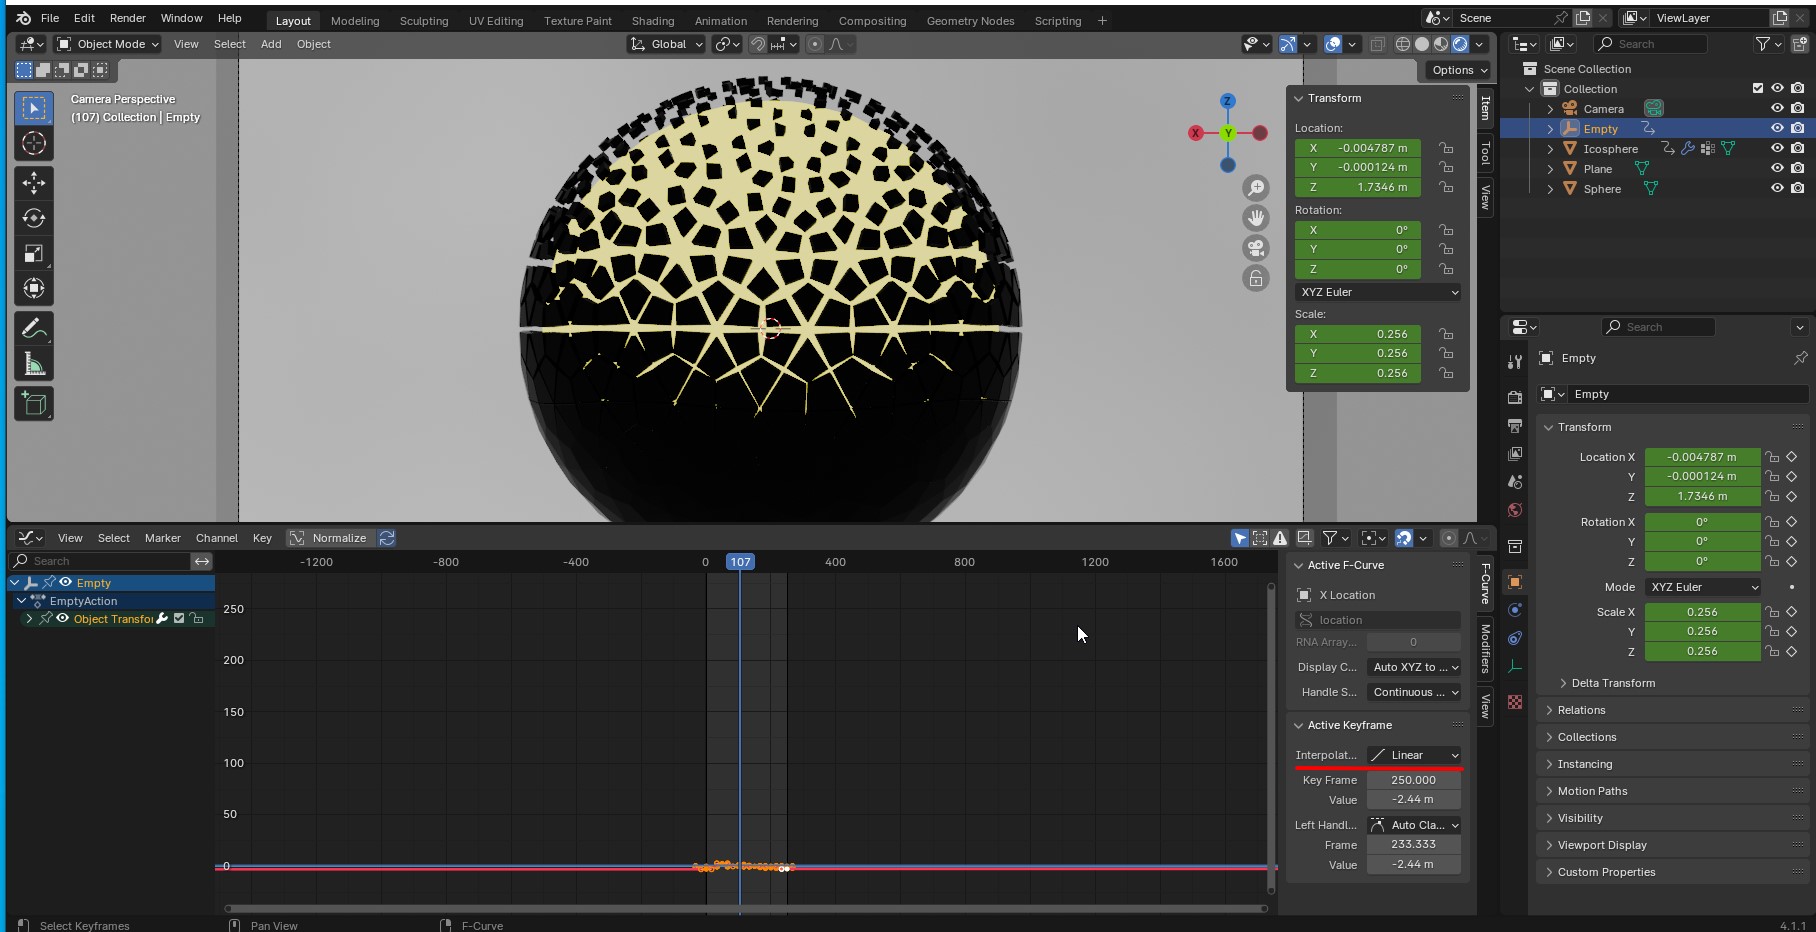 File Edit Render Window Help Layout Modeling Sculpting UV Editing Texture Paint Shading Animation Rendering Compositing Geometry Nodes Scripting + Scene ViewLayer
Object Mode View Select Add Object Global Search
Options
Camera Perspective
(107) Collection | Empty
Z
X
Y
Transform
Location:
X -0.004787 m
Y -0.000124 m
Z 1.7346 m
Rotation:
X 0°
Y 0°
Z 0°
XYZ Euler
Scale:
X 0.256
Y 0.256
Z 0.256
Item
Tool
View
Scene Collection
Collection
Camera
Empty
Icosphere
Plane
Sphere
Search
Empty
Empty
Transform
Location X -0.004787 m
Y -0.000124 m
Z 1.7346 m
Rotation X 0°
Y 0°
Z 0°
Mode XYZ Euler
Scale X 0.256
Y 0.256
Z 0.256
Delta Transform
Relations
Collections
Instancing
Motion Paths
Visibility
Viewport Display
Custom Properties
View Select Marker Channel Key Normalize
Search
-1200 -800 -400 0 107 400 800 1200 1600
Empty
EmptyAction
Object Transfor
250
200
150
100
50
0
Active F-Curve
X Location
location
RNA Array... 0
Display C... Auto XYZ to ...
Handle S... Continuous ...
Active Keyframe
Interpolat... Linear
Key Frame 250.000
Value -2.44 m
Left Handl... Auto Cla...
Frame 233.333
Value -2.44 m
F-Curve
Modifiers
View
Select Keyframes Pan View F-Curve 4.1.1